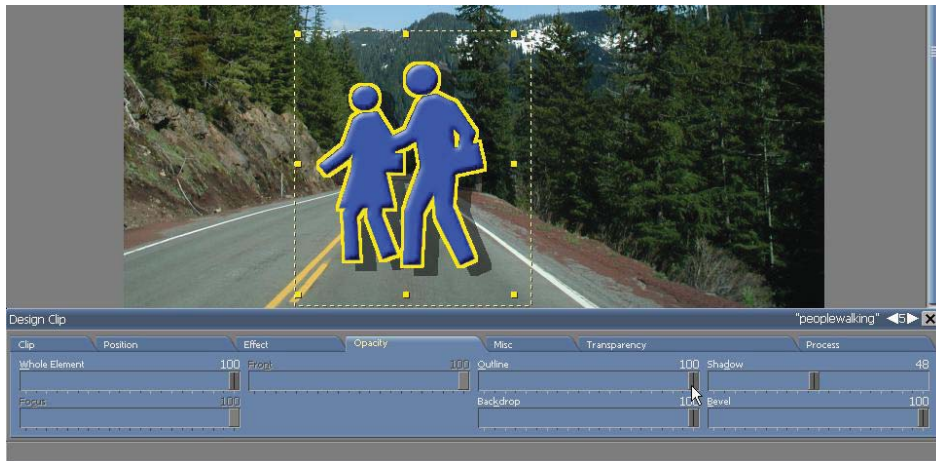 Design Clip "peoplewalking" 5
Clip Position Effect Opacity Misc Transparency Process
Whole Element 100 Front 100 Outline 100 Shadow 48
Focus 100 Backdrop 100 Bevel 100